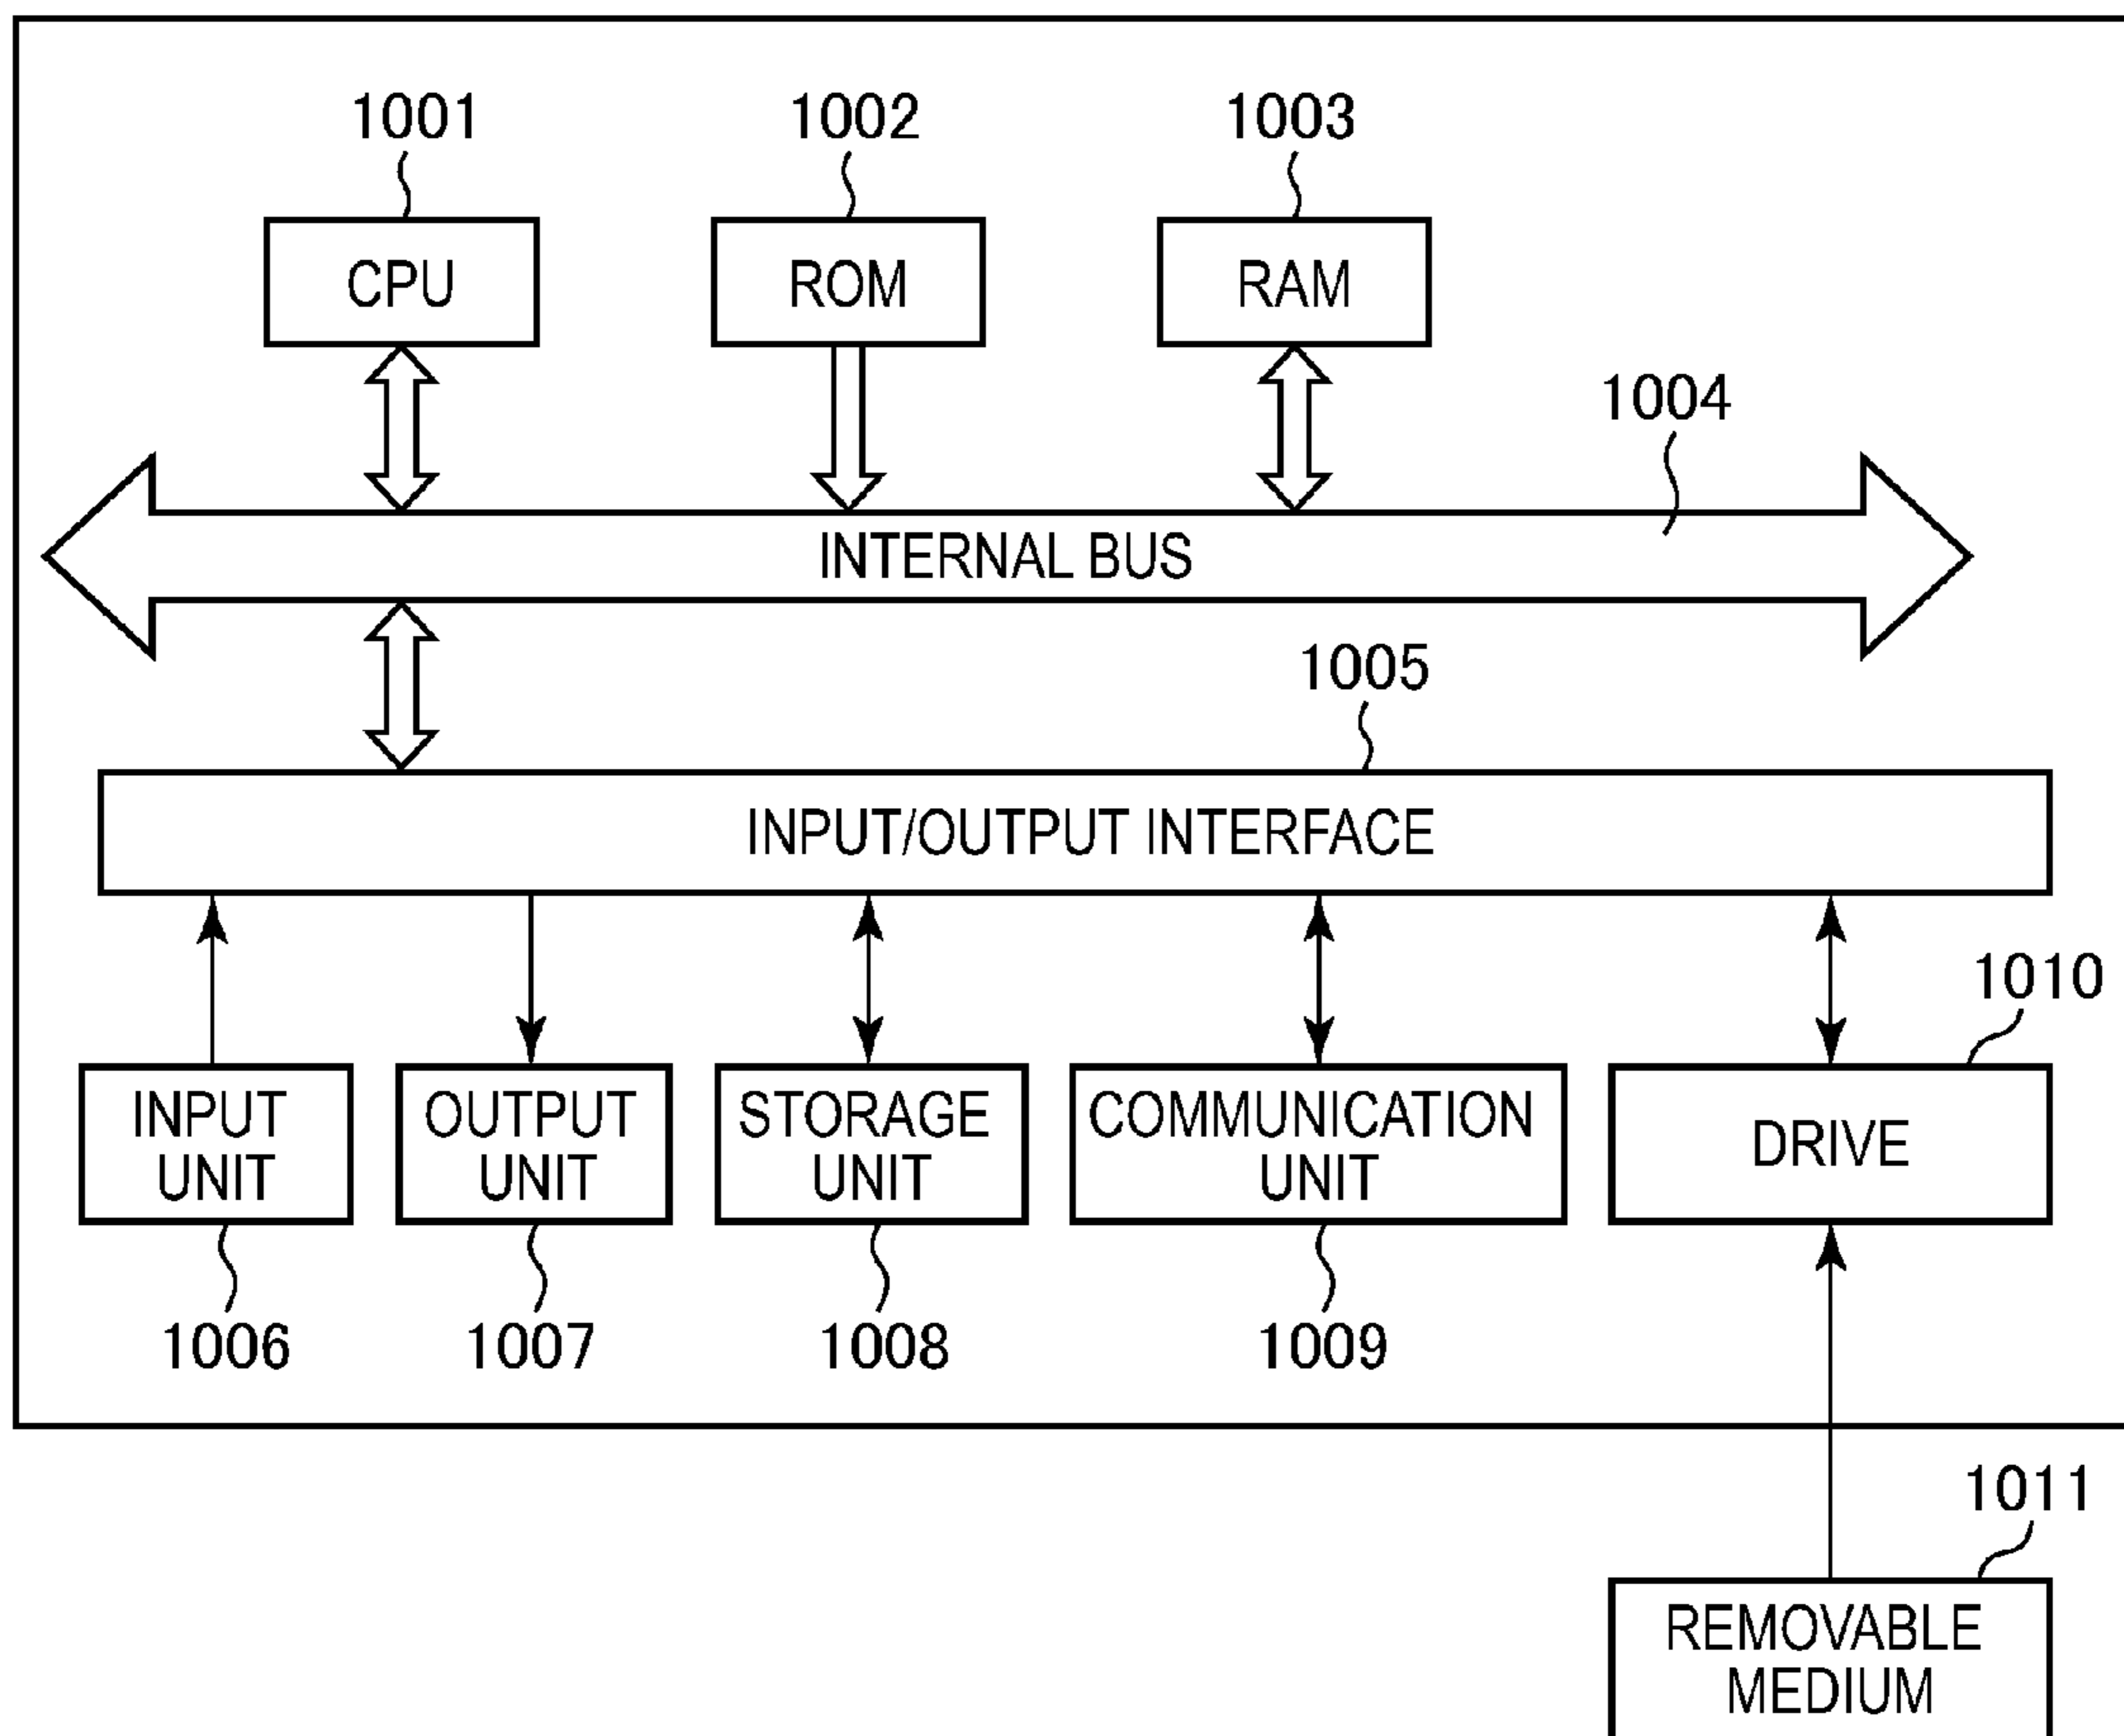 1001
1002
1003
CPU
ROM
RAM
1004
INTERNAL BUS
1005
INPUT/OUTPUT INTERFACE
1010
INPUT
UNIT
OUTPUT
UNIT
STORAGE
UNIT
COMMUNICATION
UNIT
DRIVE
1006
1007
1008
1009
1011
REMOVABLE
MEDIUM